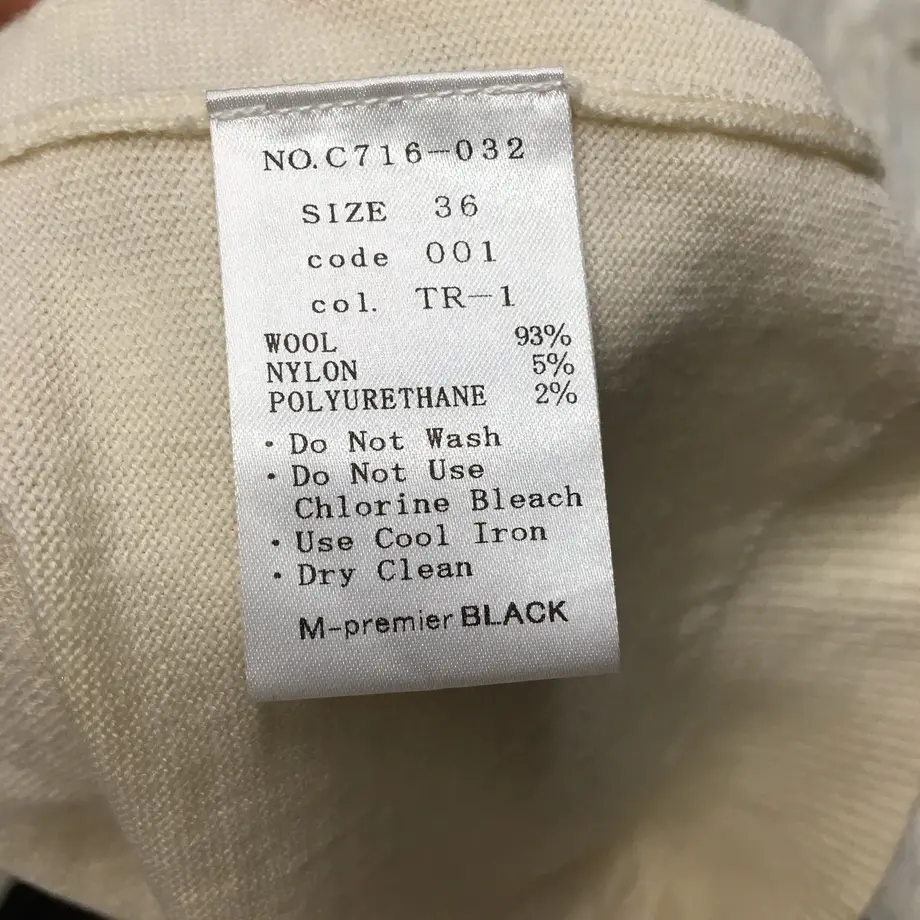 NO.C716-032
SIZE 36
code 001
col. TR-1
WOOL 93%
NYLON 5%
POLYURETHANE 2%
・Do Not Wash
・Do Not Use
Chlorine Bleach
・Use Cool Iron
・Dry Clean
M-premier BLACK